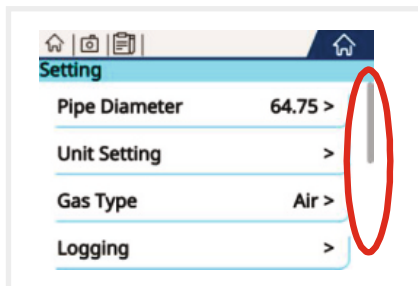 Setting
Pipe Diameter 64.75 >
Unit Setting >
Gas Type Air >
Logging >